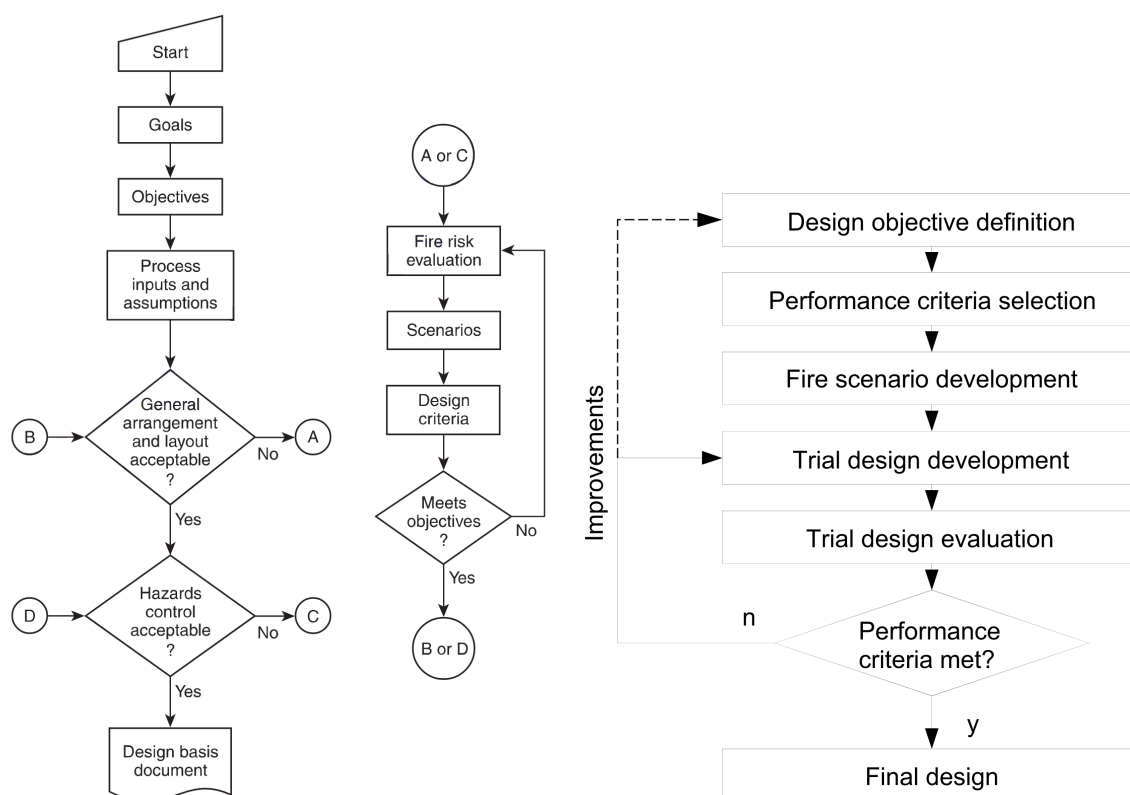 Start
Goals
Objectives
Process
inputs and
assumptions
General
arrangement
and layout
acceptable
?
B
A
No
Yes
Hazards
control
acceptable
?
D
C
No
Yes
Design basis
document
A or C
Fire risk
evaluation
Scenarios
Design
criteria
Meets
objectives
?
No
Yes
B or D
Improvements
Design objective definition
Performance criteria selection
Fire scenario development
Trial design development
Trial design evaluation
n
Performance
criteria met?
y
Final design